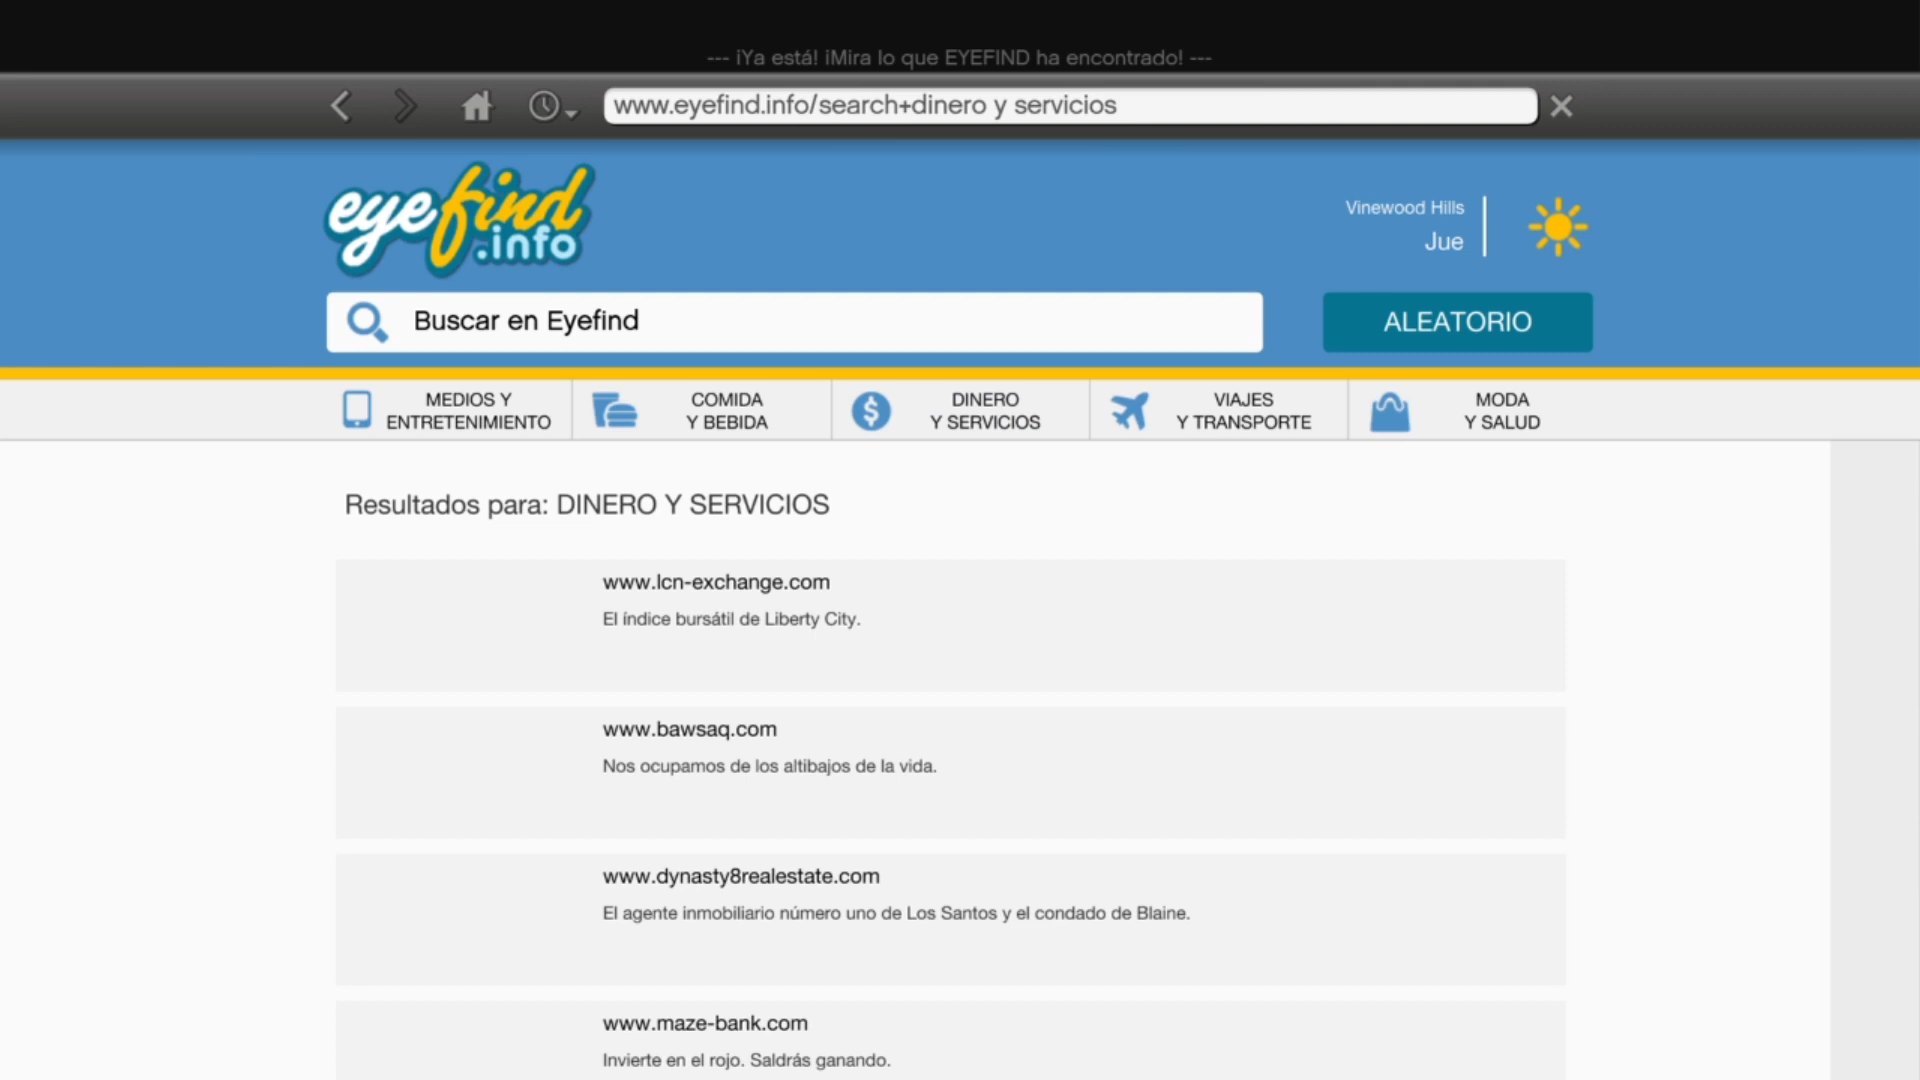 --- ¡Ya está! ¡Mira lo que EYEFIND ha encontrado! ---
www.eyefind.info/search+dinero y servicios
eyefind
.info
Vinewood Hills
Jue
Buscar en Eyefind
ALEATORIO
MEDIOS Y
ENTRETENIMIENTO
COMIDA
Y BEBIDA
DINERO
Y SERVICIOS
VIAJES
Y TRANSPORTE
MODA
Y SALUD
Resultados para: DINERO Y SERVICIOS
www.lcn-exchange.com
El índice bursátil de Liberty City.
www.bawsaq.com
Nos ocupamos de los altibajos de la vida.
www.dynasty8realestate.com
El agente inmobiliario número uno de Los Santos y el condado de Blaine.
www.maze-bank.com
Invierte en el rojo. Saldrás ganando.